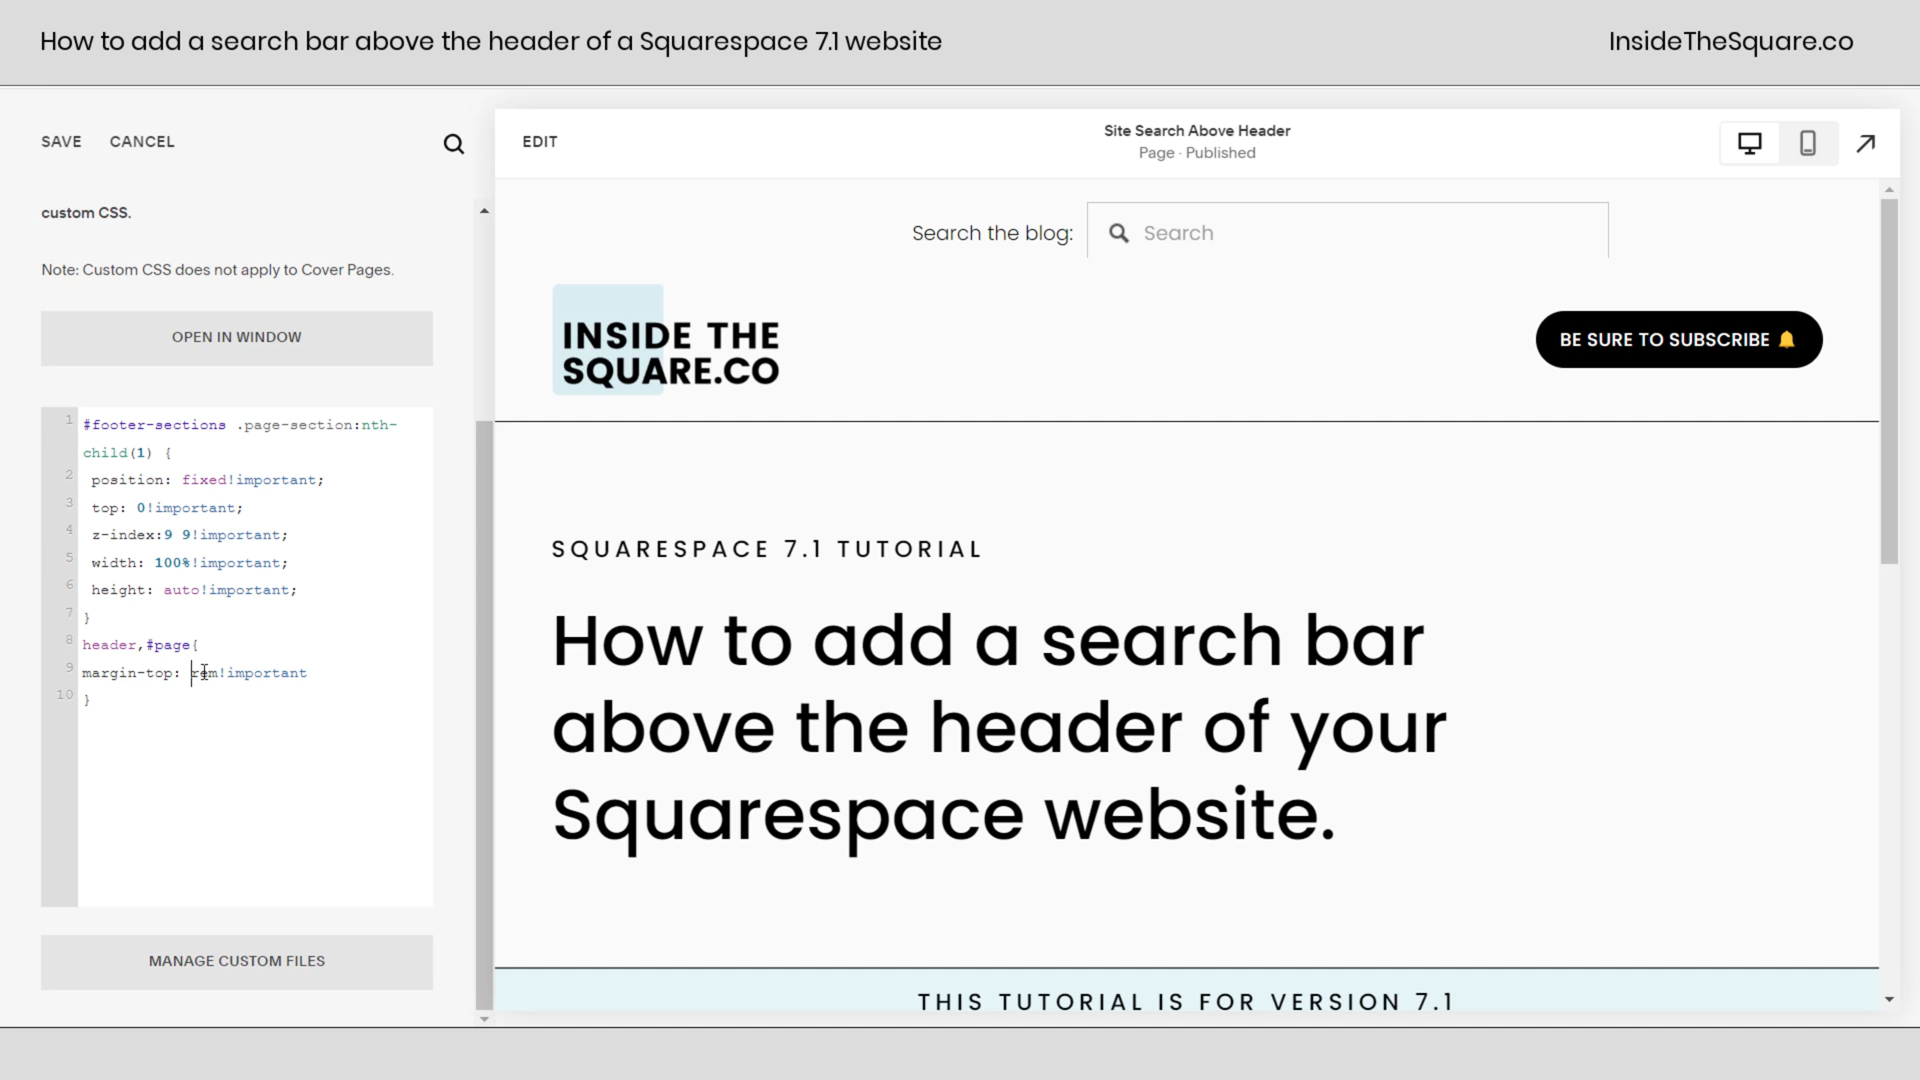 How to add a search bar above the header of a Squarespace 7.1 website
InsideTheSquare.co
SAVE
CANCEL
custom CSS.
Note: Custom CSS does not apply to Cover Pages.
OPEN IN WINDOW
1 #footer-sections .page-section:nth-
child(1) {
2 position: fixed!important;
3 top: 0!important;
4 z-index:9 9!important;
5 width: 100%!important;
6 height: auto!important;
7 }
8 header,#page{
9 margin-top: rem!important
10 }
MANAGE CUSTOM FILES
EDIT
Site Search Above Header
Page · Published
Search the blog:
Search
INSIDE THE
SQUARE.CO
BE SURE TO SUBSCRIBE 🔔
SQUARESPACE 7.1 TUTORIAL
How to add a search bar
above the header of your
Squarespace website.
THIS TUTORIAL IS FOR VERSION 7.1